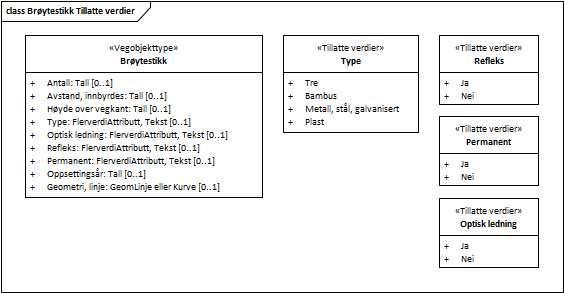 class Brøytestikk Tillatte verdier
«Vegobjekttype»
Brøytestikk
+ Antall: Tall [0..1]
+ Avstand, innbyrdes: Tall [0..1]
+ Høyde over vegkant: Tall [0..1]
+ Type: FlerverdiAttributt, Tekst [0..1]
+ Optisk ledning: FlerverdiAttributt, Tekst [0..1]
+ Refleks: FlerverdiAttributt, Tekst [0..1]
+ Permanent: FlerverdiAttributt, Tekst [0..1]
+ Oppsettingsår: Tall [0..1]
+ Geometri, linje: GeomLinje eller Kurve [0..1]
«Tillatte verdier»
Type
+ Tre
+ Bambus
+ Metall, stål, galvanisert
+ Plast
«Tillatte verdier»
Refleks
+ Ja
+ Nei
«Tillatte verdier»
Permanent
+ Ja
+ Nei
«Tillatte verdier»
Optisk ledning
+ Ja
+ Nei